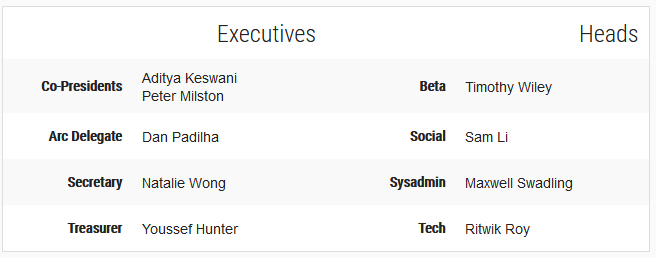 Executives Heads
Co-Presidents Aditya Keswani
Peter Milston
Beta Timothy Wiley
Arc Delegate Dan Padilha Social Sam Li
Secretary Natalie Wong Sysadmin Maxwell Swadling
Treasurer Youssef Hunter Tech Ritwik Roy